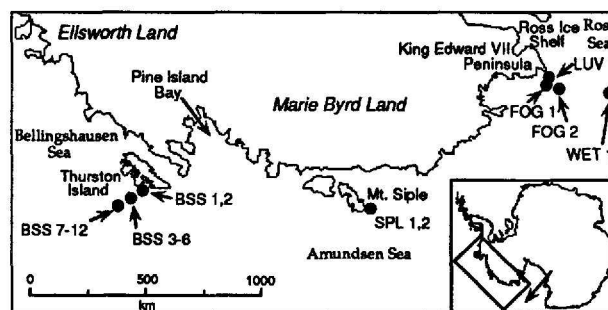 Ellsworth Land
Ross Ice
Shelf
Ros
Sea
King Edward VII
Peninsula
LUV
Pine Island
Bay
Marie Byrd Land
FOG 1
FOG 2
WET 1
Bellingshausen
Sea
Thurston
Island
BSS 1,2
BSS 3-6
BSS 7-12
Mt. Siple
SPL 1,2
Amundsen Sea
0 500 1000
km